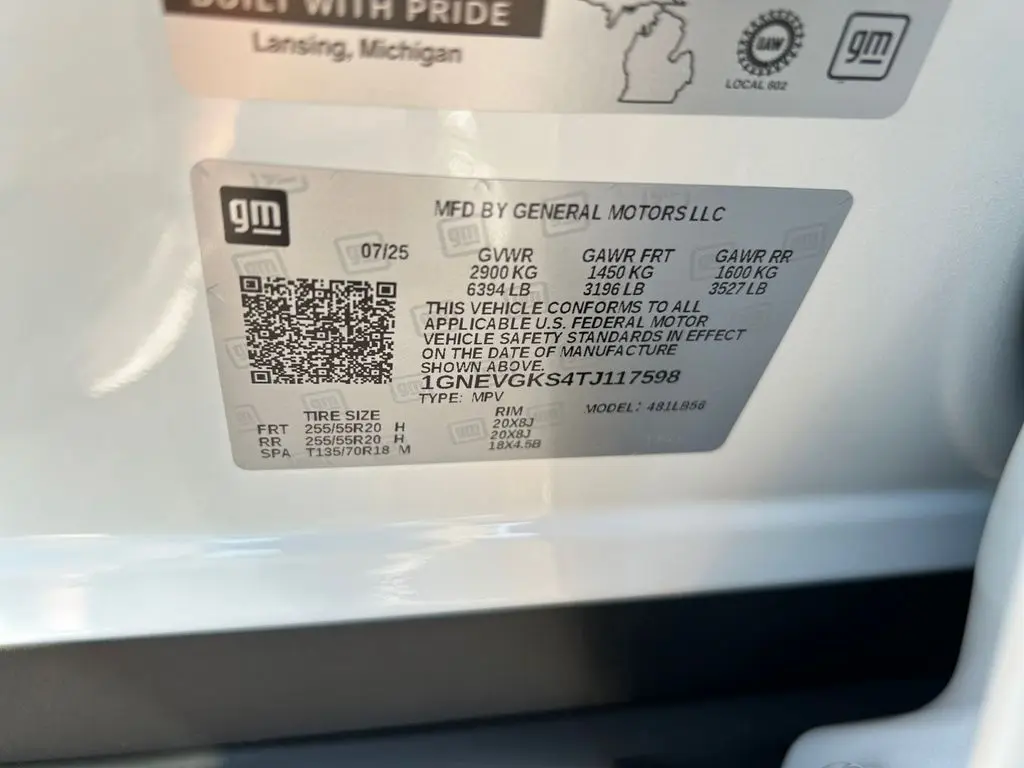 BUILT WITH PRIDE
Lansing, Michigan
UAW
LOCAL 602
gm
gm
MFD BY GENERAL MOTORS LLC
07/25
GVWR GAWR FRT GAWR RR
2900 KG 1450 KG 1600 KG
6394 LB 3196 LB 3527 LB
THIS VEHICLE CONFORMS TO ALL
APPLICABLE U.S. FEDERAL MOTOR
VEHICLE SAFETY STANDARDS IN EFFECT
ON THE DATE OF MANUFACTURE
SHOWN ABOVE.
1GNEVGKS4TJ117598
TYPE: MPV MODEL: 481LB56
TIRE SIZE RIM
FRT 255/55R20 H 20X8J
RR 255/55R20 H 20X8J
SPA T135/70R18 M 18X4.5B